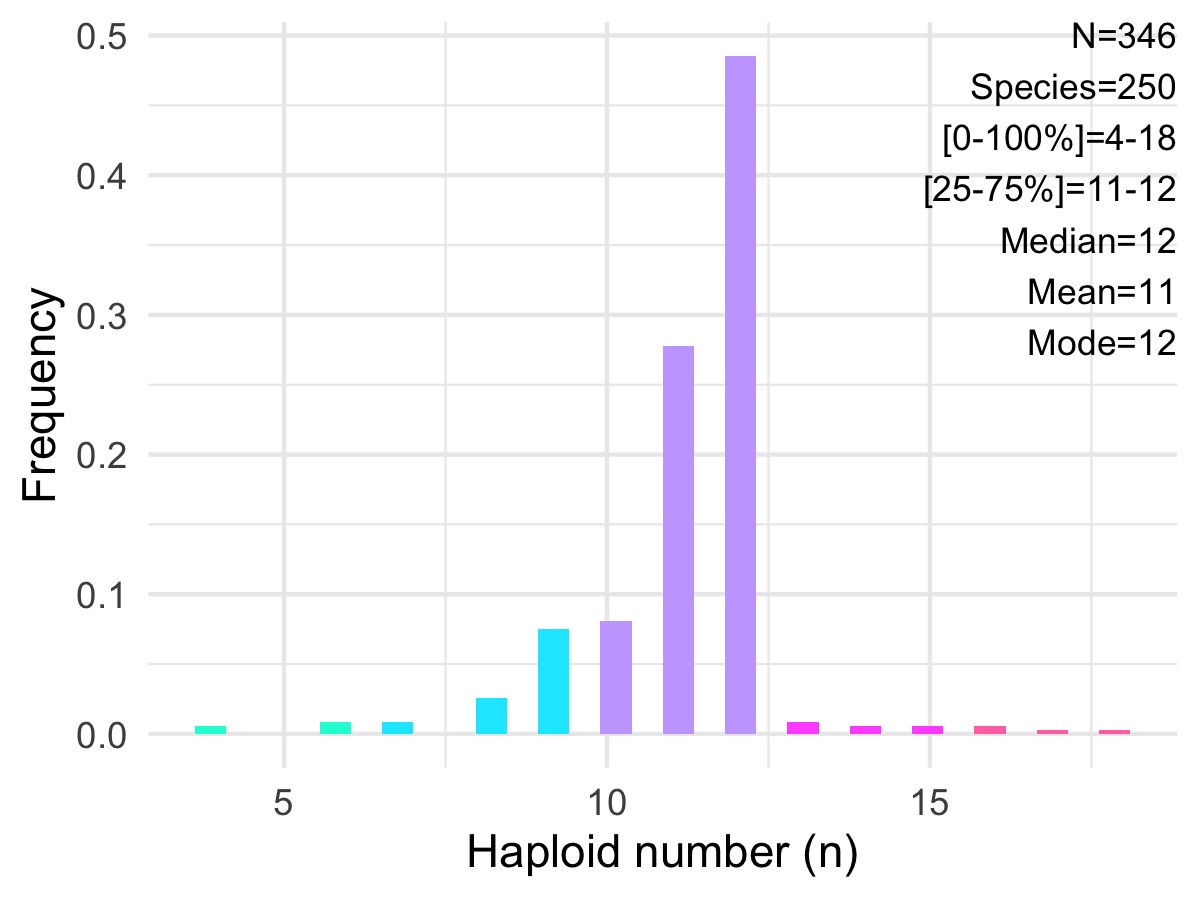 0.5
0.4
0.3
0.2
0.1
0.0
Frequency
5 10 15
Haploid number (n)
N=346
Species=250
[0-100%]=4-18
[25-75%]=11-12
Median=12
Mean=11
Mode=12